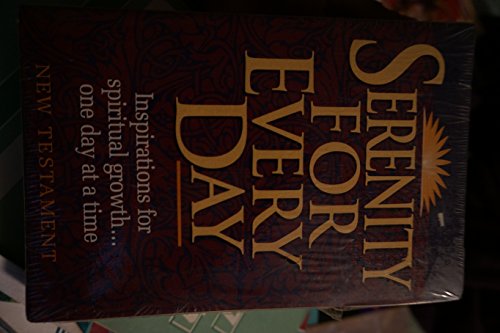 SERENITY
FOR
EVERY
DAY
Inspirations for
spiritual growth...
one day at a time
NEW TESTAMENT